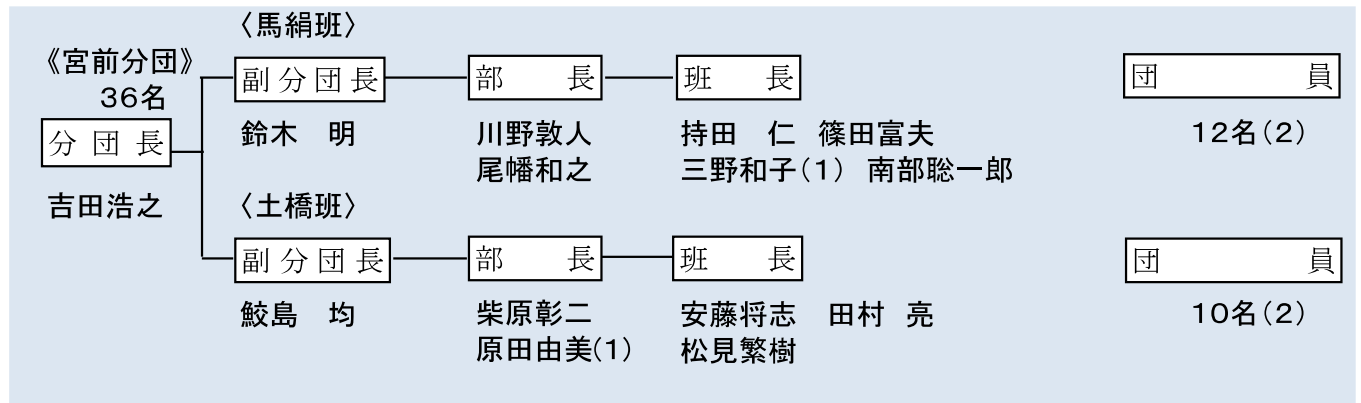 《宮前分団》
36名
分団長
吉田浩之
〈馬絹班〉
副分団長 部長 班長 団員
鈴木 明 川野敦人 持田 仁 篠田富夫 12名(2)
尾幡和之 三野和子(1) 南部聡一郎
〈土橋班〉
副分団長 部長 班長 団員
鮫島 均 柴原彰二 安藤将志 田村 亮 10名(2)
原田由美(1) 松見繁樹